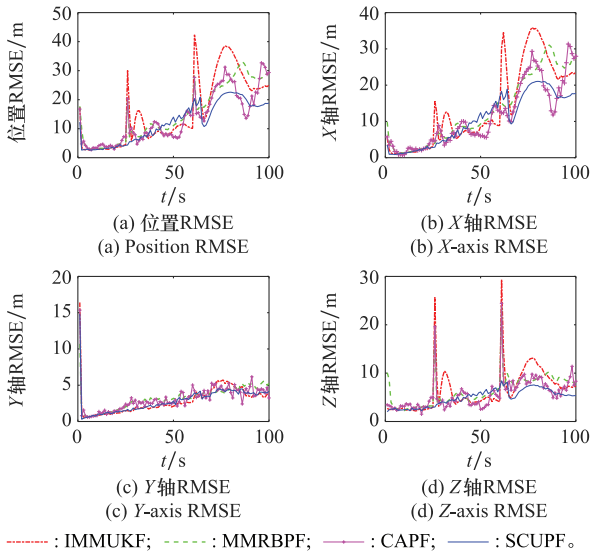 位置RMSE/m
50
40
30
20
10
0
0 50 100
t/s
(a) 位置RMSE
(a) Position RMSE
X轴RMSE/m
40
30
20
10
0
0 50 100
t/s
(b) X轴RMSE
(b) X-axis RMSE
Y轴RMSE/m
20
15
10
5
0
0 50 100
t/s
(c) Y轴RMSE
(c) Y-axis RMSE
Z轴RMSE/m
30
20
10
0
0 50 100
t/s
(d) Z轴RMSE
(d) Z-axis RMSE
: IMMUKF; : MMRBPF; : CAPF; : SCUPF。